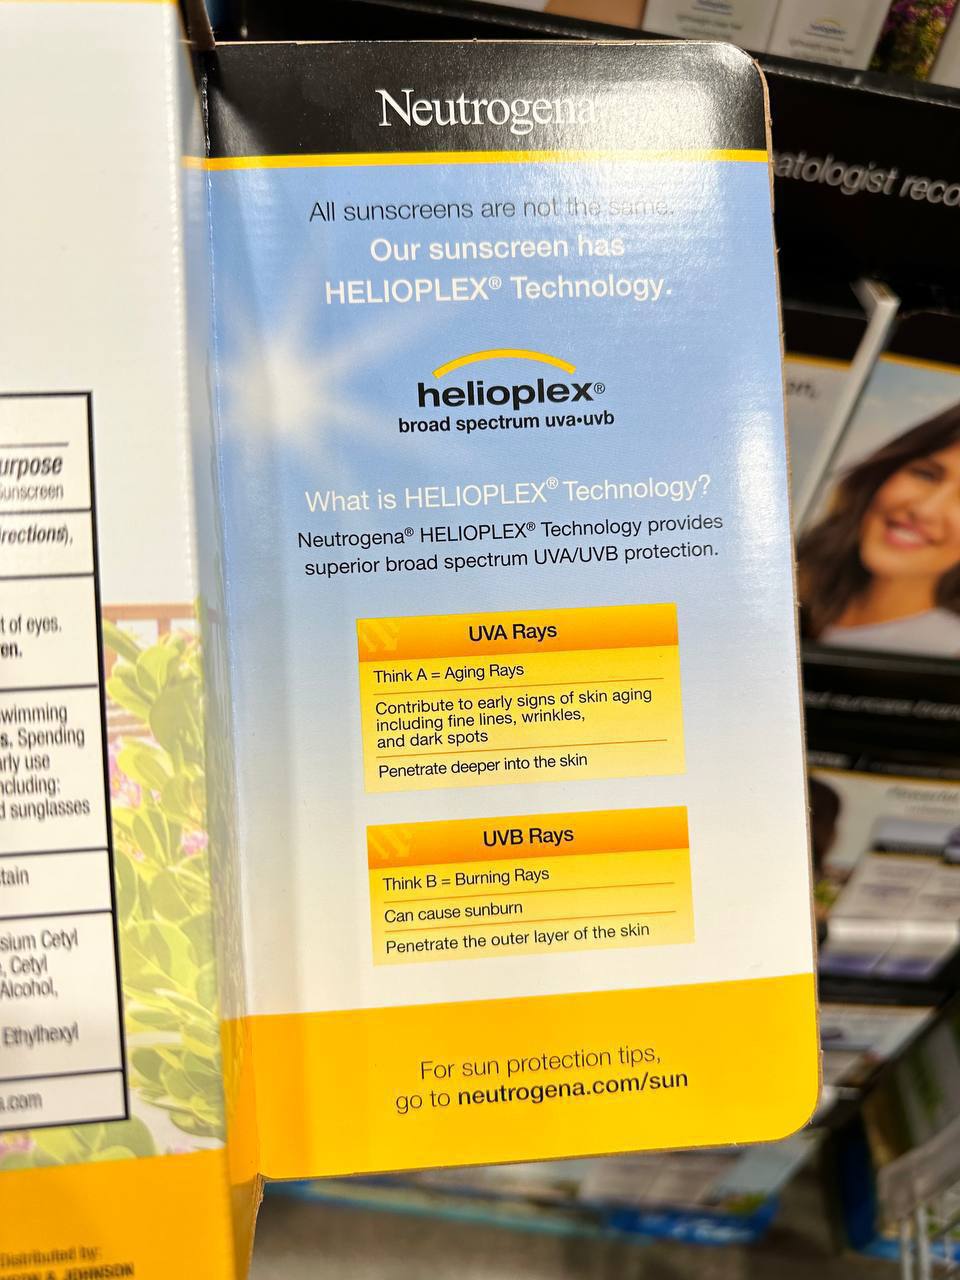 Neutrogena
All sunscreens are not the same.
Our sunscreen has
HELIOPLEX® Technology.
helioplex®
broad spectrum uva•uvb
What is HELIOPLEX® Technology?
Neutrogena® HELIOPLEX® Technology provides
superior broad spectrum UVA/UVB protection.
UVA Rays
Think A = Aging Rays
Contribute to early signs of skin aging
including fine lines, wrinkles,
and dark spots
Penetrate deeper into the skin
UVB Rays
Think B = Burning Rays
Can cause sunburn
Penetrate the outer layer of the skin
For sun protection tips,
go to neutrogena.com/sun
urpose
Sunscreen
rections),
t of eyes.
en.
wimming
s. Spending
arly use
ncluding:
d sunglasses
tain
sium Cetyl
, Cetyl
Alcohol,
Ethylhexyl
.com
Distributed by:
JOHNSON
atologist reco